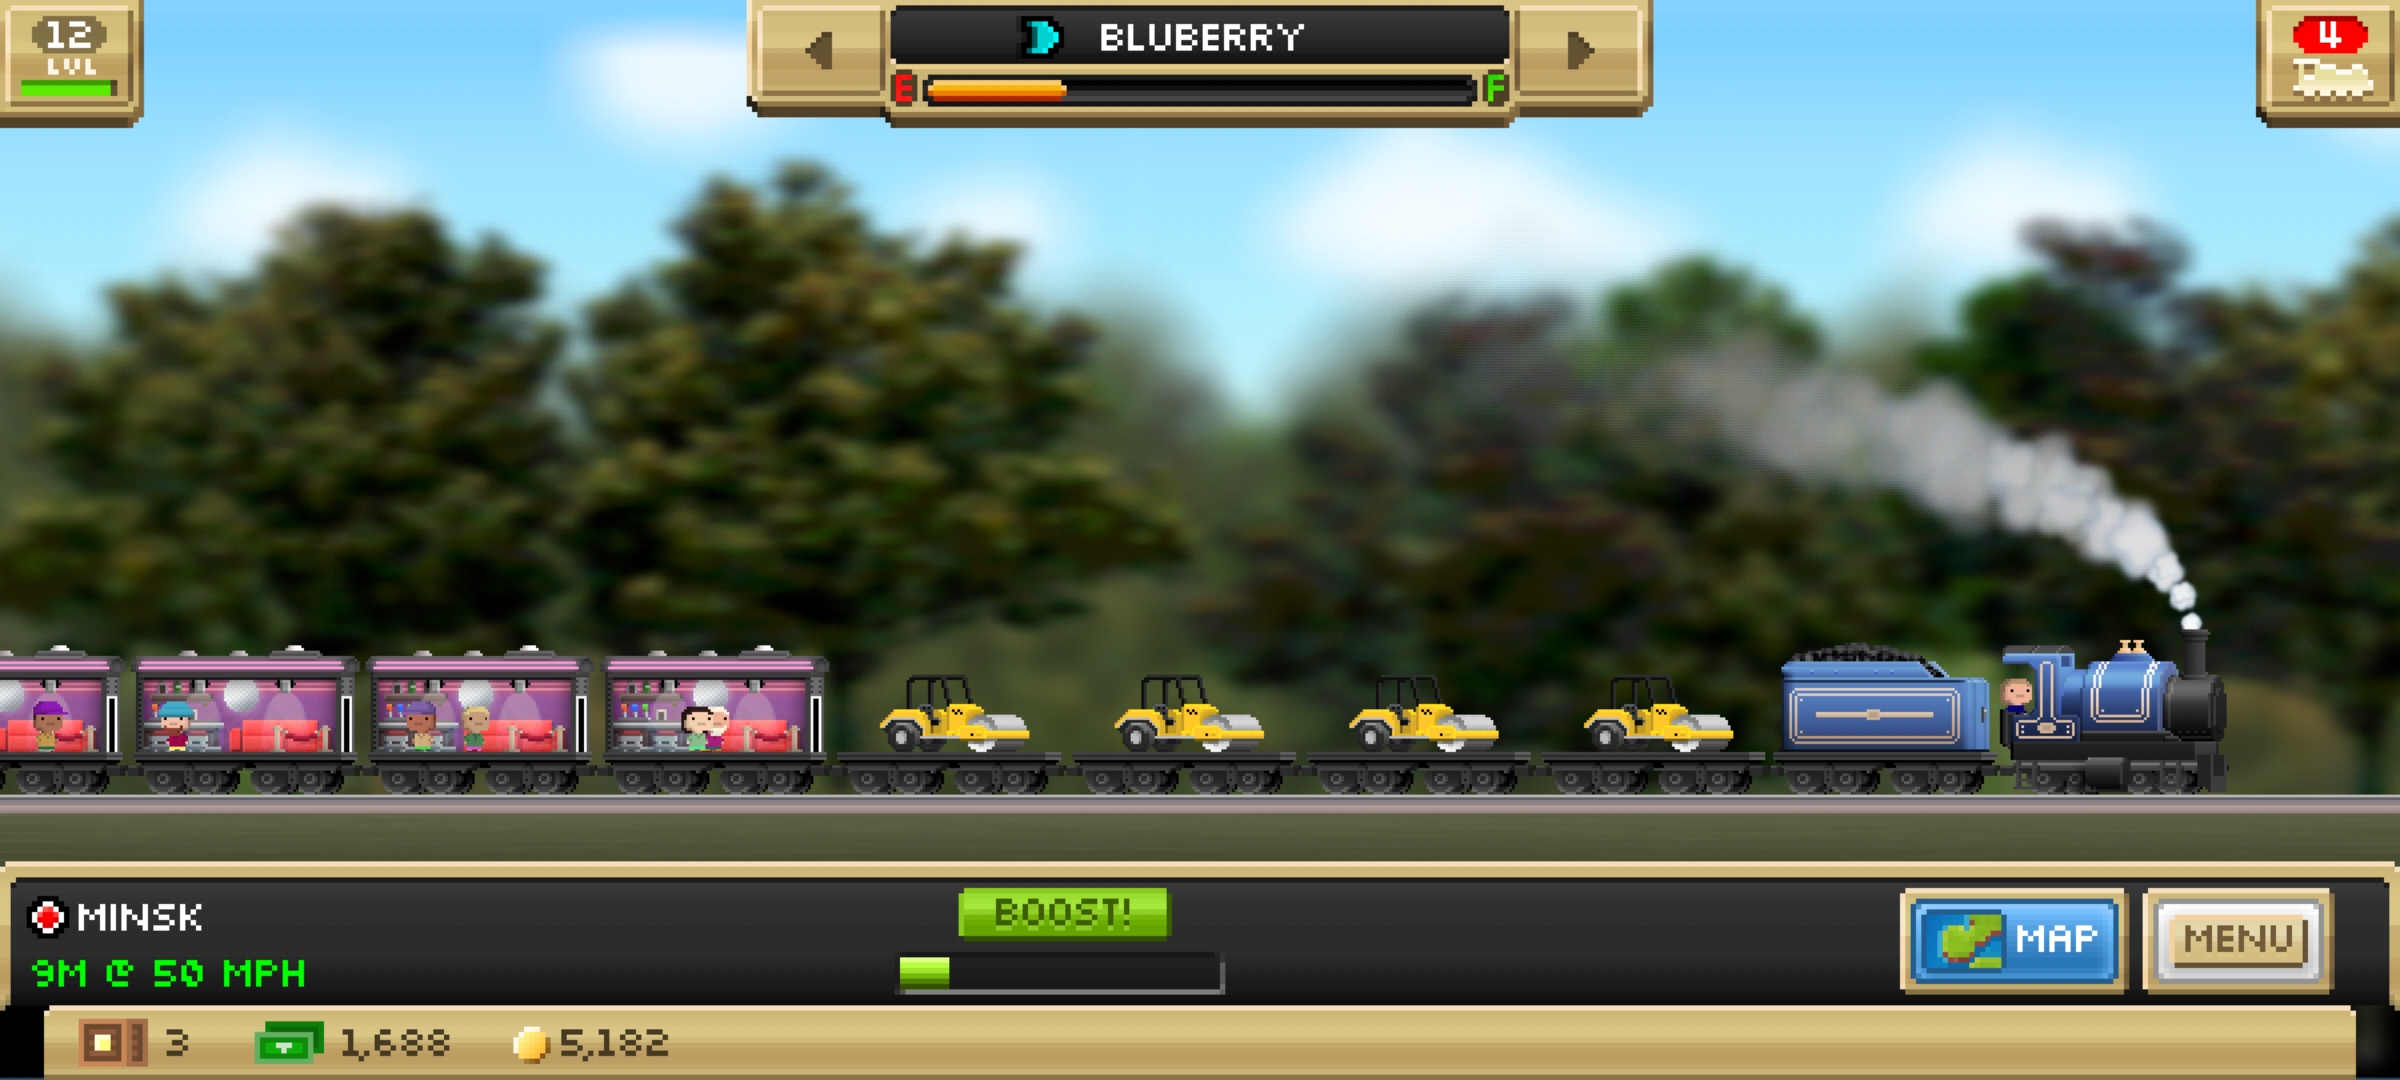 12
LVL
BLUBERRY
E F
4
MINSK
9M @ 50 MPH
BOOST!
MAP
MENU
3 1,688 5,182